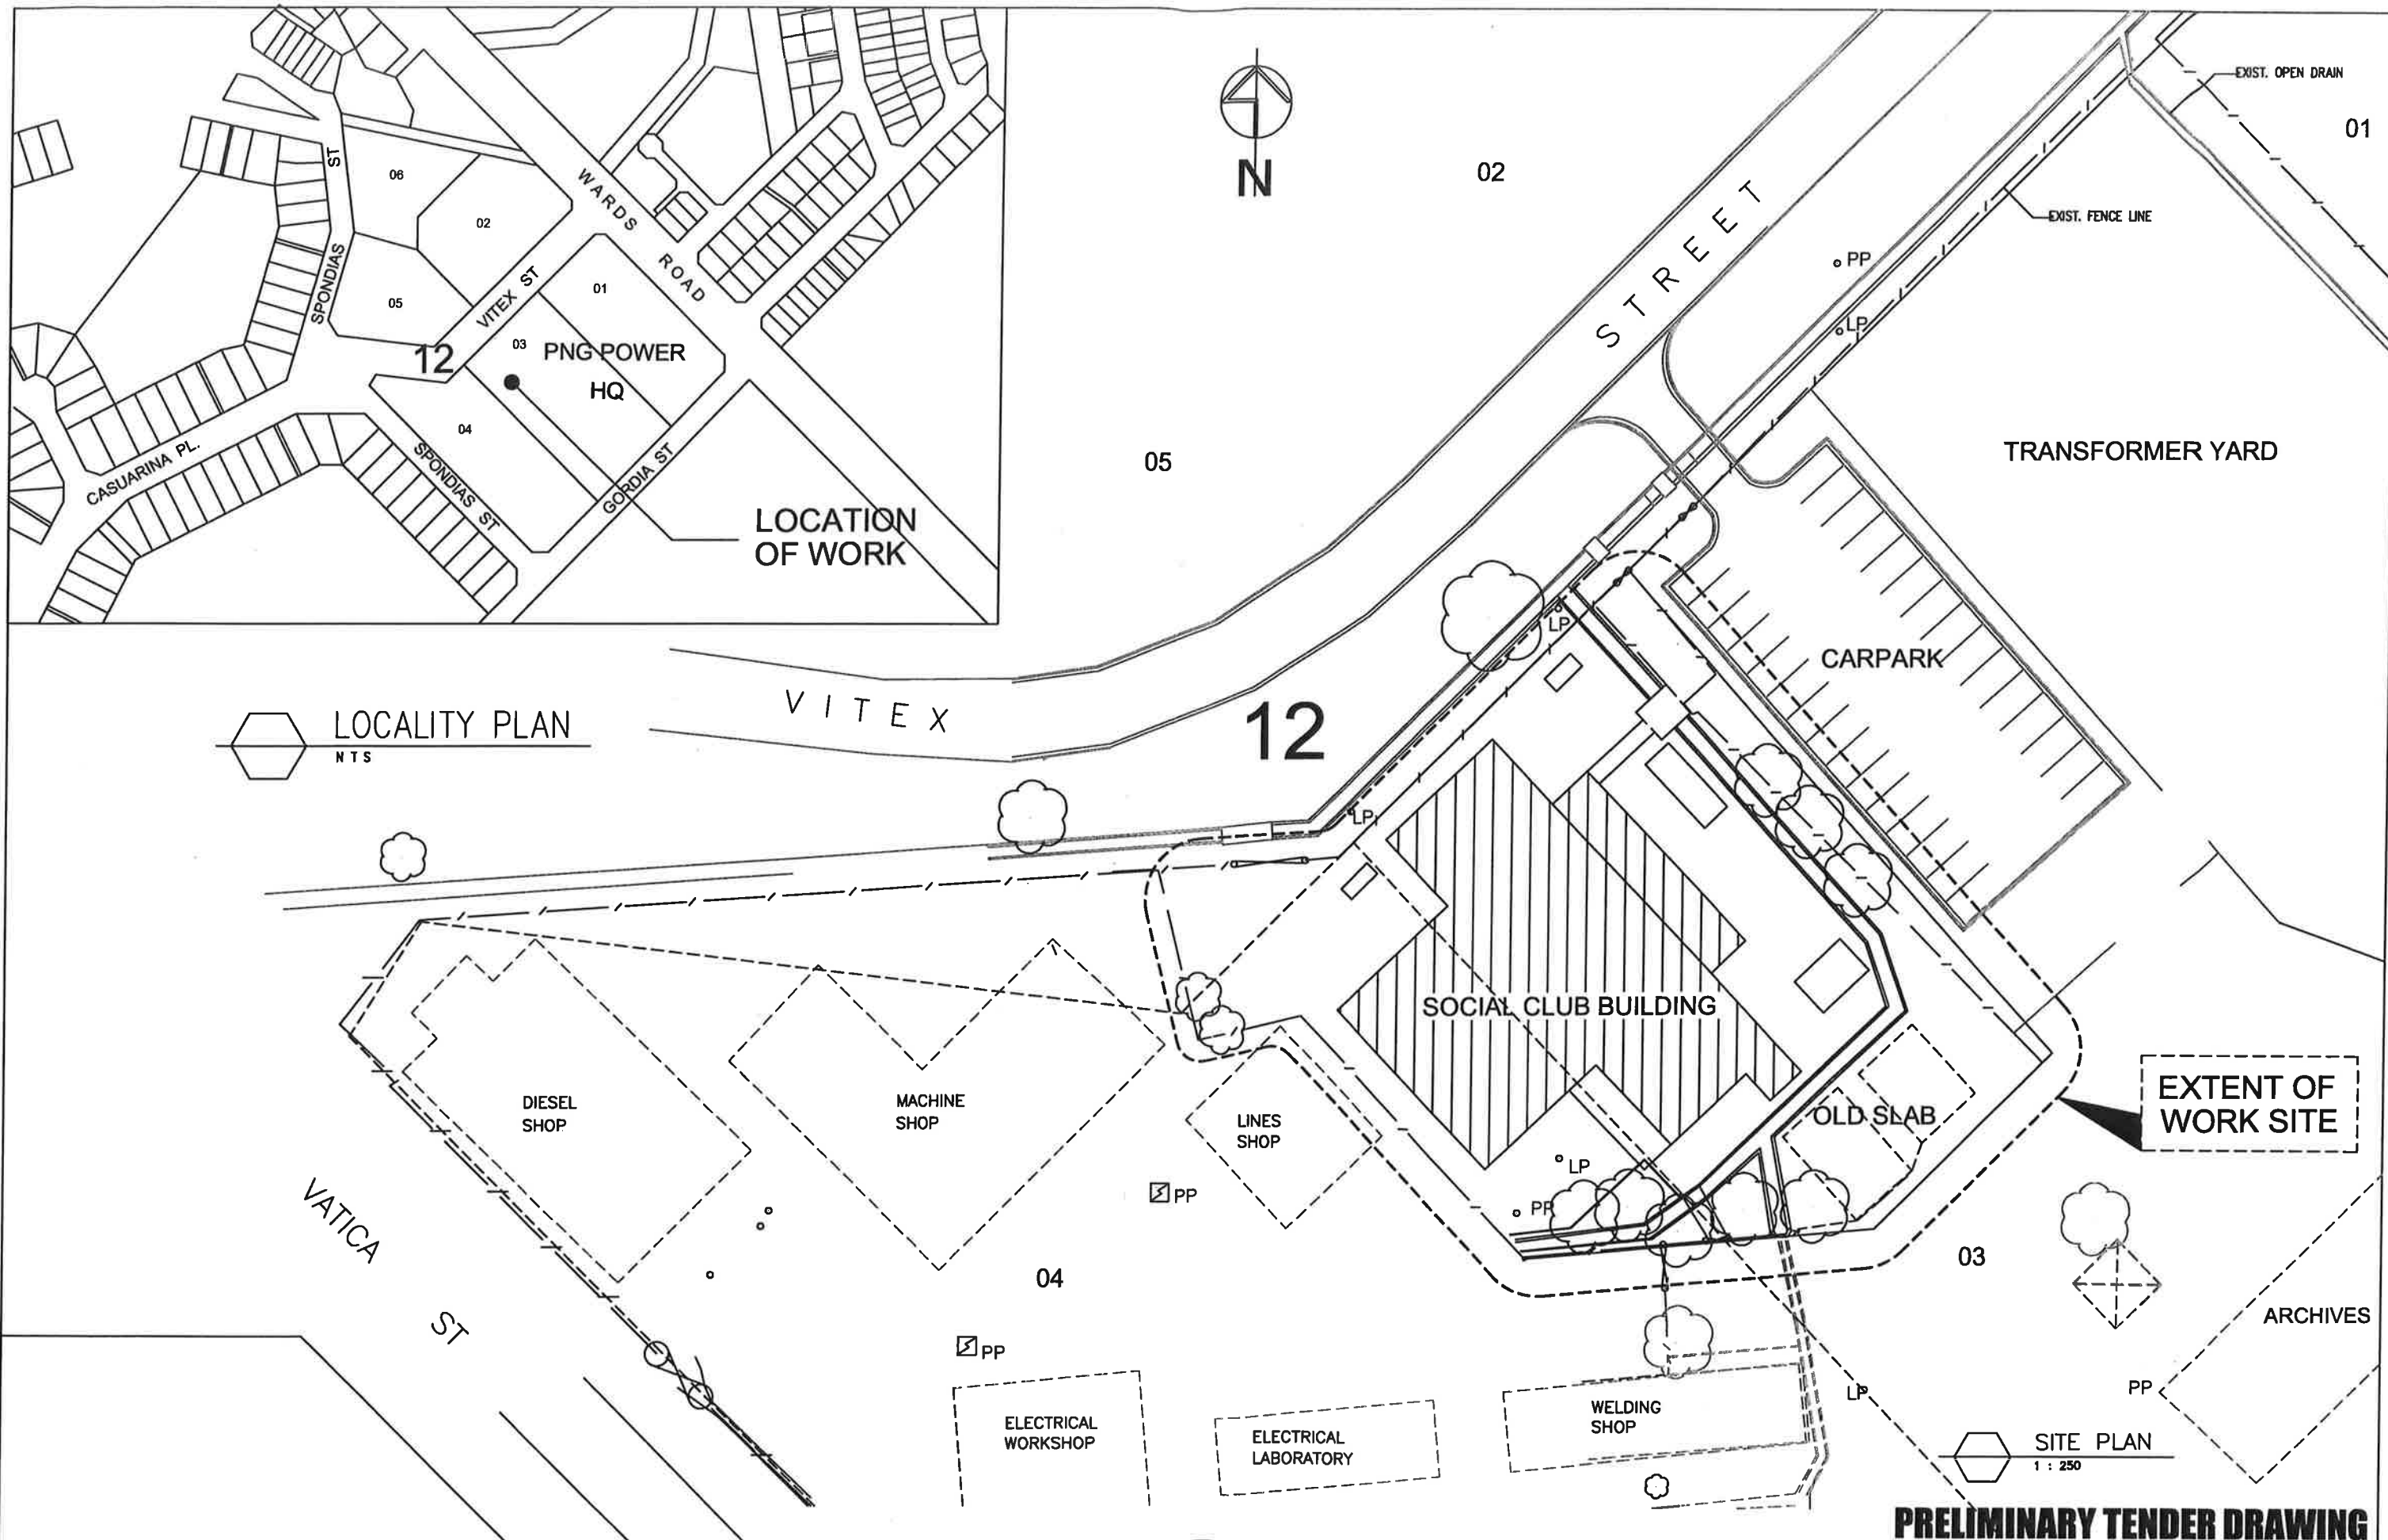 06
02
05
01
03
04
12
PNG POWER
HQ
WARDS
ROAD
VITEX ST
SPONDIAS
ST
CASUARINA PL.
SPONDIAS ST
GORDIA ST
LOCATION
OF WORK
LOCALITY PLAN
NTS
N
02
01
05
EXIST. OPEN DRAIN
EXIST. FENCE LINE
PP
LP
TRANSFORMER YARD
VITEX
STREET
12
CARPARK
LP
LP
SOCIAL CLUB BUILDING
OLD SLAB
EXTENT OF
WORK SITE
DIESEL
SHOP
MACHINE
SHOP
LINES
SHOP
PP
LP
PP
VATICA
ST
04
03
PP
ARCHIVES
ELECTRICAL
WORKSHOP
ELECTRICAL
LABORATORY
WELDING
SHOP
LP
PP
SITE PLAN
1 : 250
PRELIMINARY TENDER DRAWING